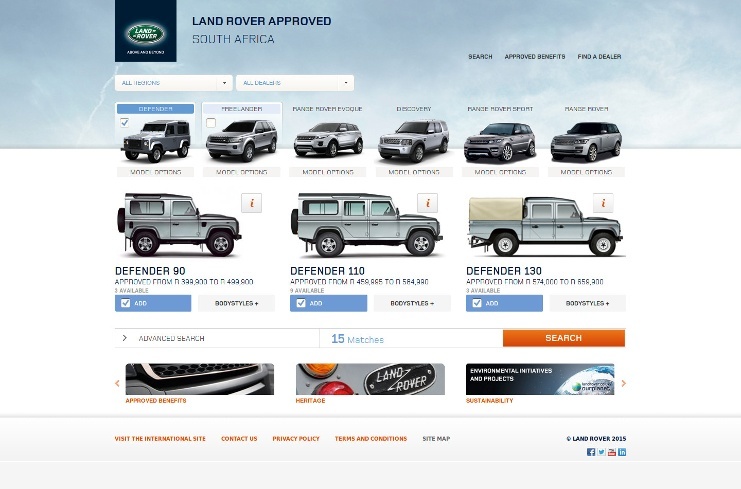 LAND ROVER
ABOVE AND BEYOND
LAND ROVER APPROVED
SOUTH AFRICA
SEARCH APPROVED BENEFITS FIND A DEALER
ALL REGIONS ALL DEALERS
DEFENDER FREELANDER RANGE ROVER EVOQUE DISCOVERY RANGE ROVER SPORT RANGE ROVER
MODEL OPTIONS MODEL OPTIONS MODEL OPTIONS MODEL OPTIONS MODEL OPTIONS MODEL OPTIONS
i i i
DEFENDER 90 DEFENDER 110 DEFENDER 130
APPROVED FROM R 399,900 TO R 499,900 APPROVED FROM R 459,995 TO R 564,990 APPROVED FROM R 574,000 TO R 659,900
3 AVAILABLE 9 AVAILABLE 3 AVAILABLE
ADD BODYSTYLES + ADD BODYSTYLES + ADD BODYSTYLES +
ADVANCED SEARCH 15 Matches SEARCH
LAND ROVER
ENVIRONMENTAL INITIATIVES
AND PROJECTS
ourplanet
APPROVED BENEFITS HERITAGE SUSTAINABILITY
VISIT THE INTERNATIONAL SITE CONTACT US PRIVACY POLICY TERMS AND CONDITIONS SITE MAP © LAND ROVER 2015